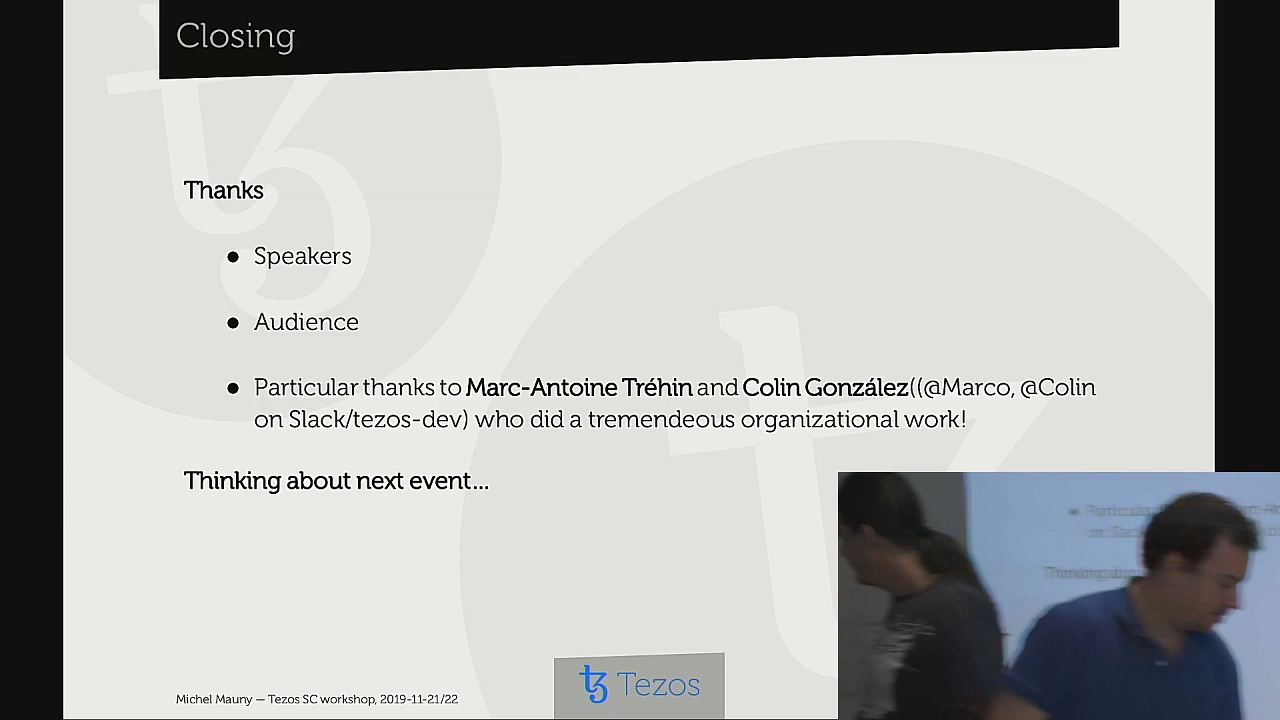 Closing
Thanks
● Speakers
● Audience
● Particular thanks to Marc-Antoine Tréhin and Colin González((@Marco, @Colin
on Slack/tezos-dev) who did a tremendeous organizational work!
Thinking about next event...
Michel Mauny — Tezos SC workshop, 2019-11-21/22
Tezos